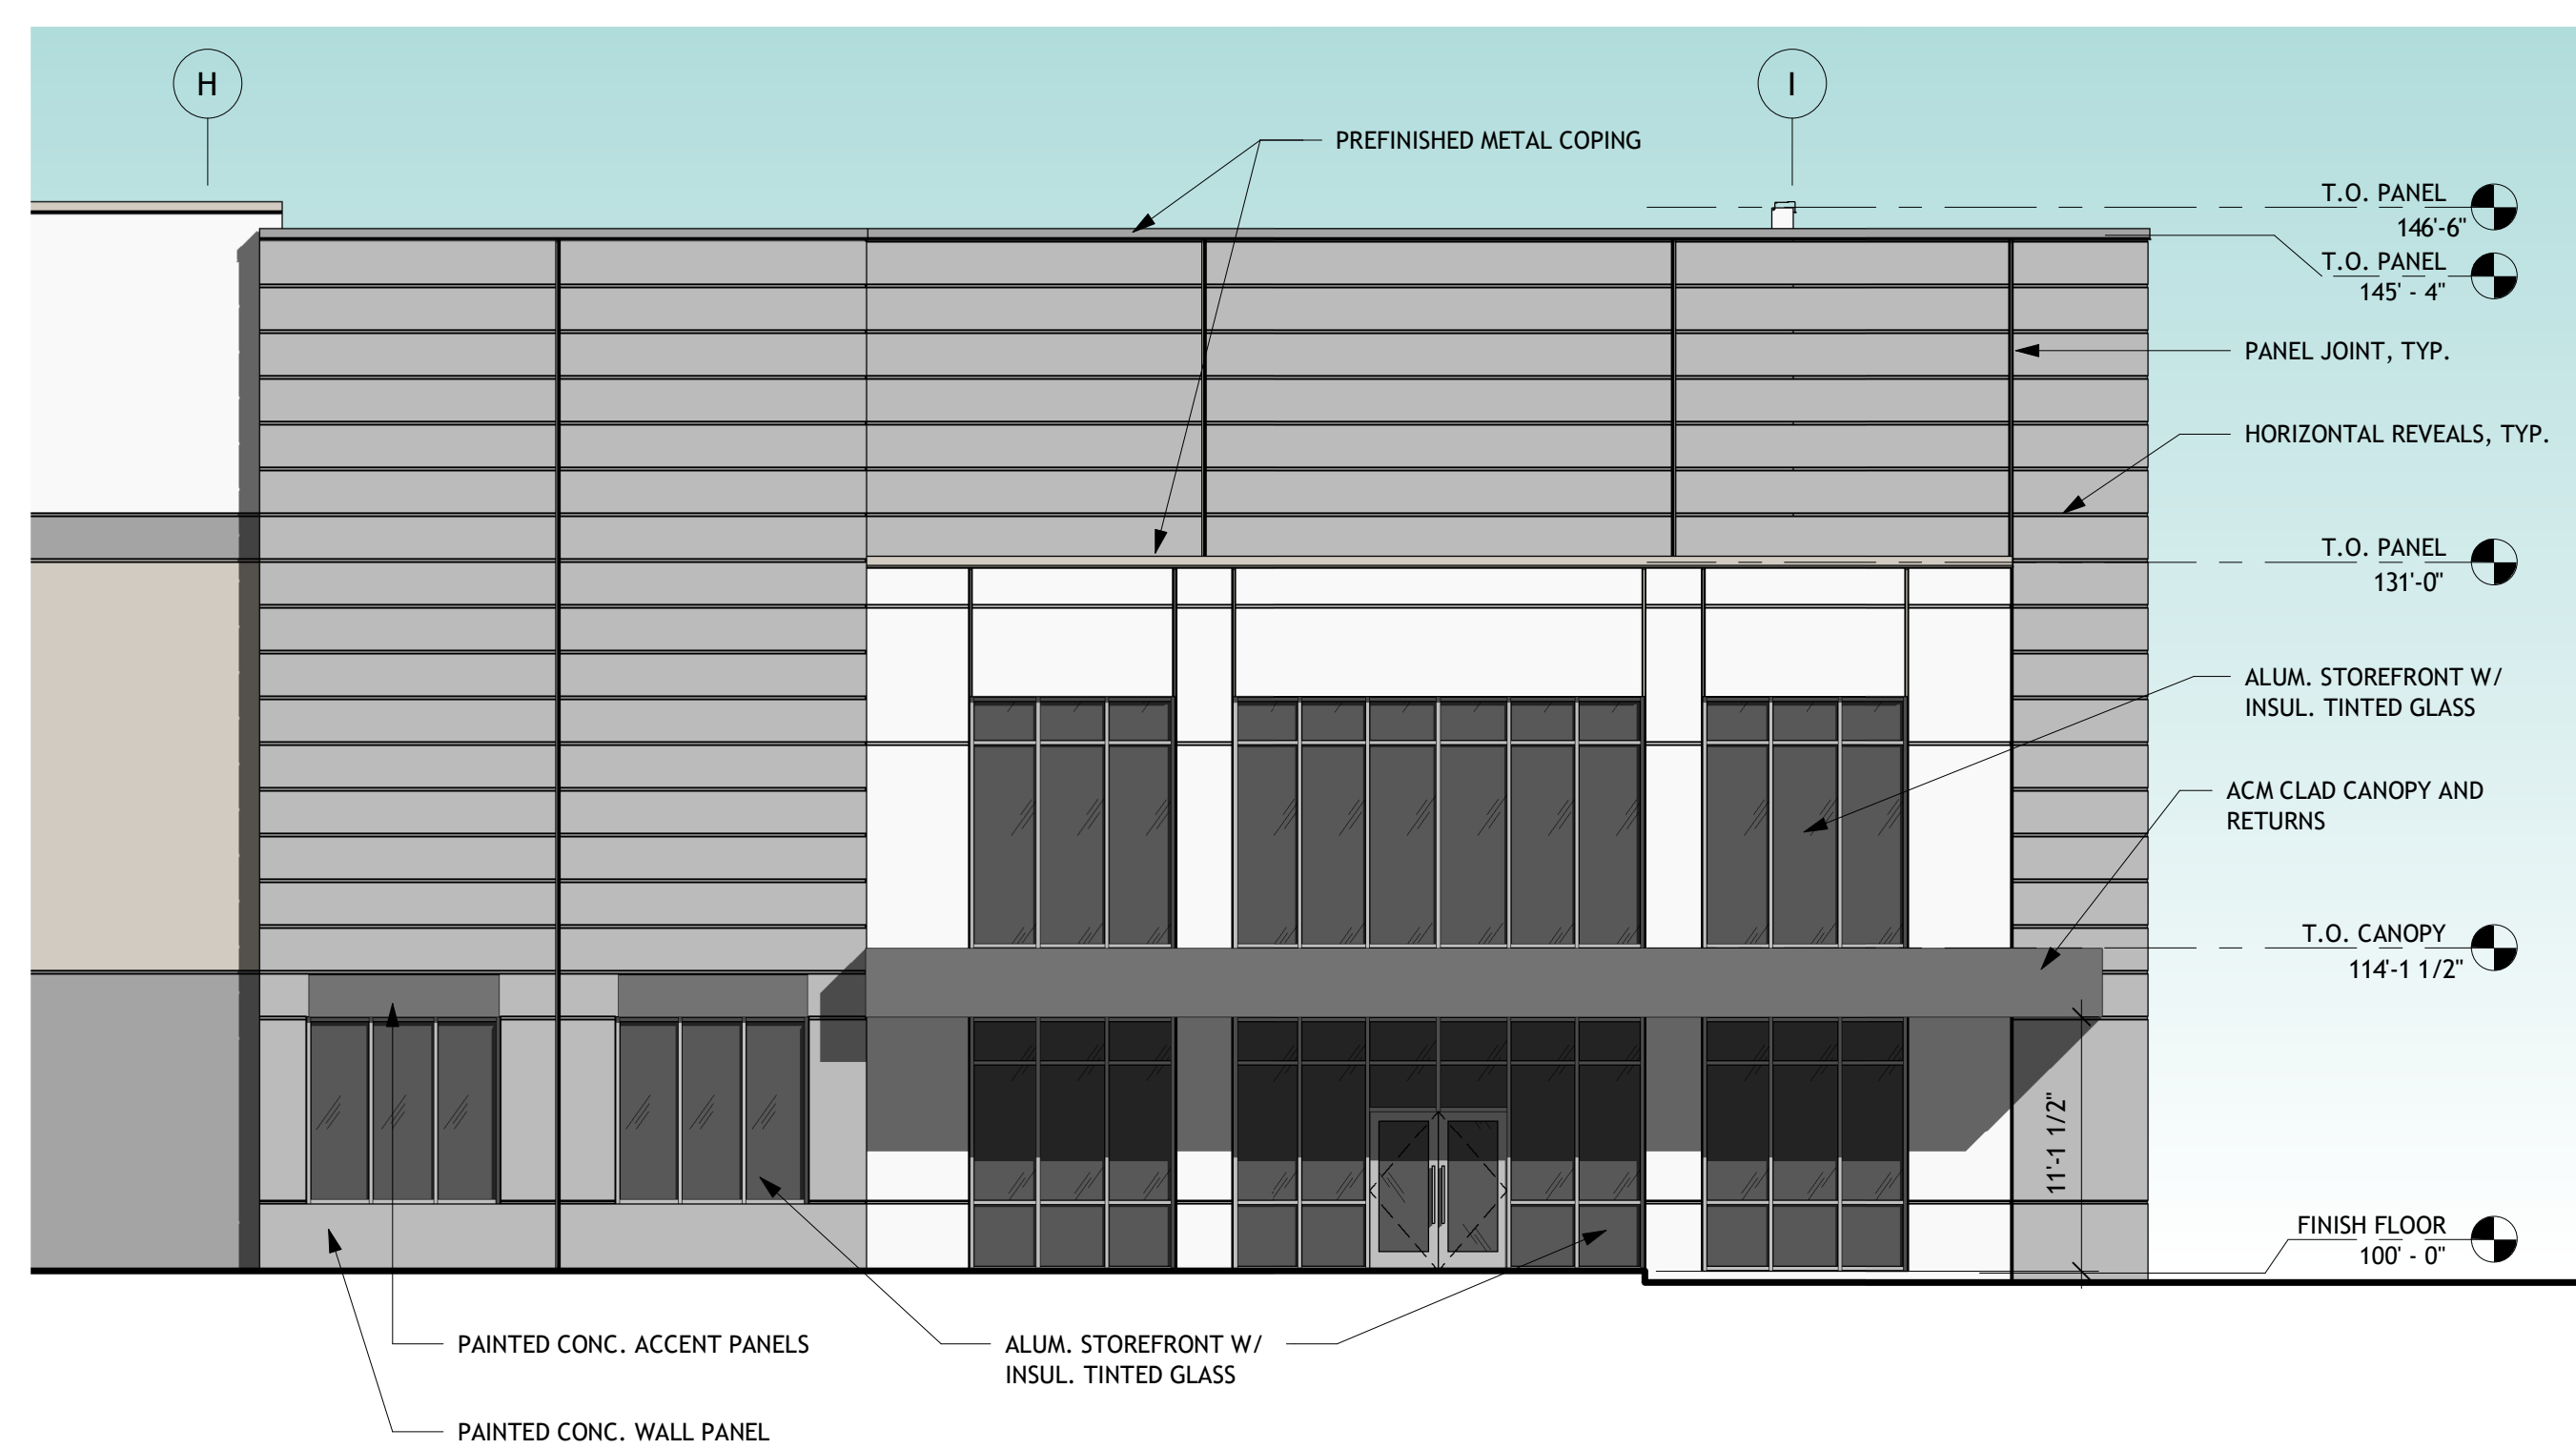 H
I
PREFINISHED METAL COPING
T.O. PANEL
146'-6"
T.O. PANEL
145' - 4"
PANEL JOINT, TYP.
HORIZONTAL REVEALS, TYP.
T.O. PANEL
131'-0"
ALUM. STOREFRONT W/
INSUL. TINTED GLASS
ACM CLAD CANOPY AND
RETURNS
T.O. CANOPY
114'-1 1/2"
11'-1 1/2"
FINISH FLOOR
100' - 0"
PAINTED CONC. ACCENT PANELS
ALUM. STOREFRONT W/
INSUL. TINTED GLASS
PAINTED CONC. WALL PANEL